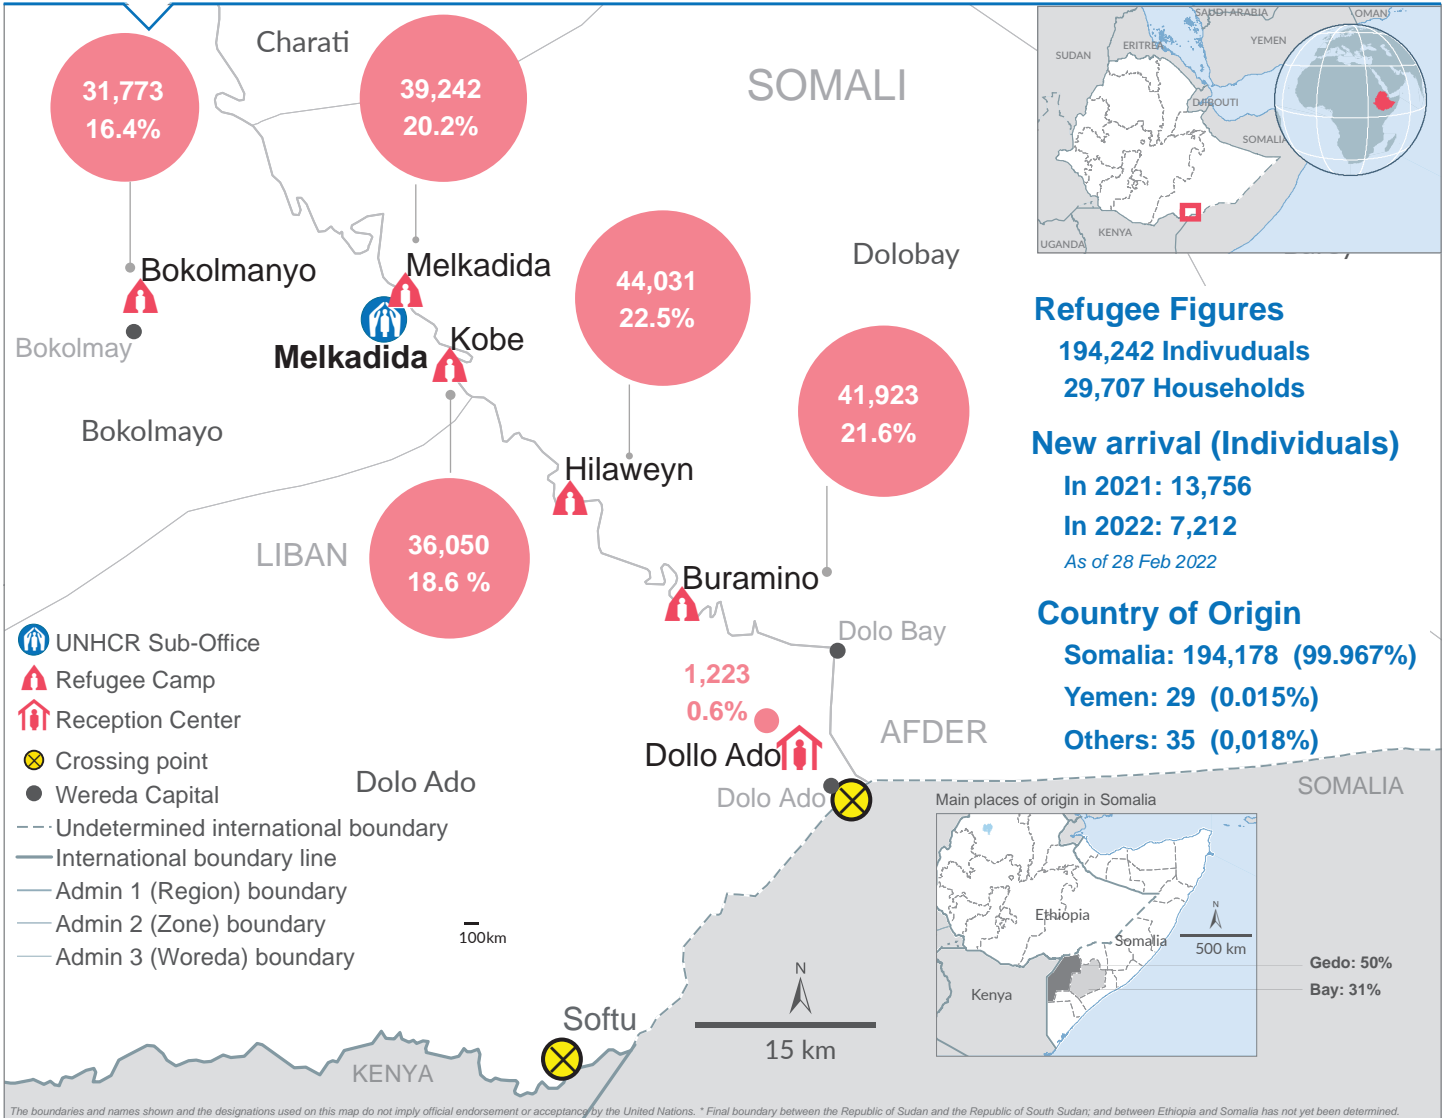 Charati
SOMALI
31,773
16.4%
39,242
20.2%
Bokolmanyo
Melkadida
Bokolmay
Melkadida
Kobe
44,031
22.5%
Dolobay
41,923
21.6%
Bokolmayo
Hilaweyn
LIBAN
36,050
18.6 %
Buramino
Dolo Bay
1,223
0.6%
Dollo Ado
AFDER
Dolo Ado
Dolo Ado
SOMALIA
Softu
KENYA
UNHCR Sub-Office
Refugee Camp
Reception Center
Crossing point
Wereda Capital
Undetermined international boundary
International boundary line
Admin 1 (Region) boundary
Admin 2 (Zone) boundary
Admin 3 (Woreda) boundary
100km
N
15 km
SAUDI ARABIA
OMAN
SUDAN
ERITREA
YEMEN
DJIBOUTI
SOMALIA
KENYA
UGANDA
Refugee Figures
194,242 Indivuduals
29,707 Households
New arrival (Individuals)
In 2021: 13,756
In 2022: 7,212
As of 28 Feb 2022
Country of Origin
Somalia: 194,178 (99.967%)
Yemen: 29 (0.015%)
Others: 35 (0,018%)
Main places of origin in Somalia
Ethiopia
Somalia
Kenya
N
500 km
Gedo: 50%
Bay: 31%
The boundaries and names shown and the designations used on this map do not imply official endorsement or acceptance by the United Nations. * Final boundary between the Republic of Sudan and the Republic of South Sudan; and between Ethiopia and Somalia has not yet been determined.